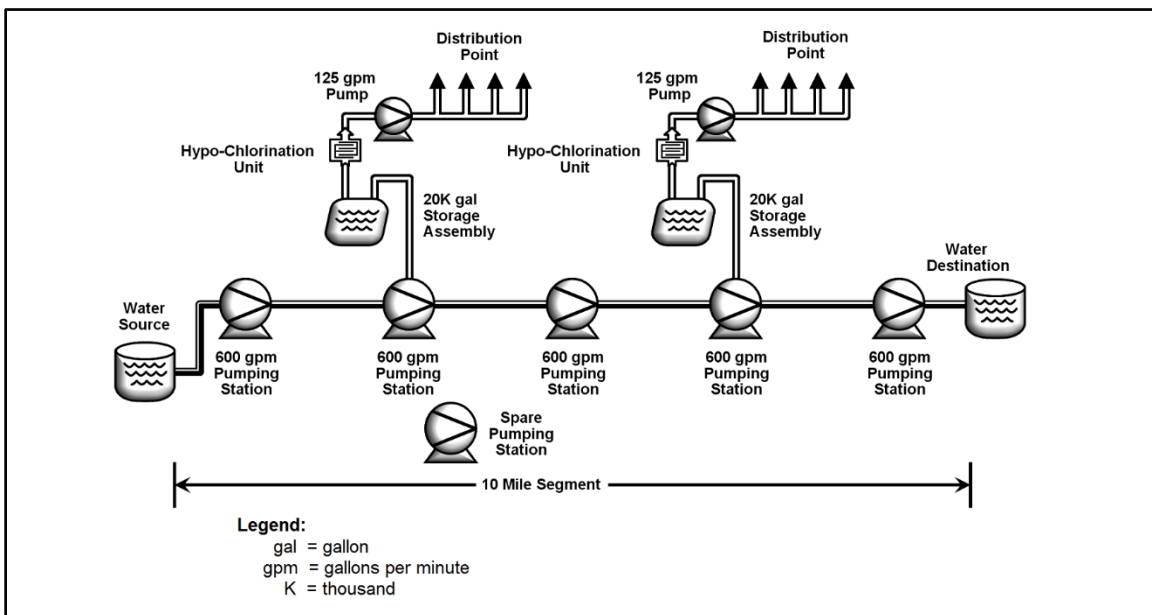 Distribution
Point
125 gpm
Pump
Hypo-Chlorination
Unit
20K gal
Storage
Assembly
Distribution
Point
125 gpm
Pump
Hypo-Chlorination
Unit
20K gal
Storage
Assembly
Water
Destination
Water
Source
600 gpm
Pumping
Station
600 gpm
Pumping
Station
600 gpm
Pumping
Station
600 gpm
Pumping
Station
600 gpm
Pumping
Station
Spare
Pumping
Station
10 Mile Segment
Legend:
gal = gallon
gpm = gallons per minute
K = thousand